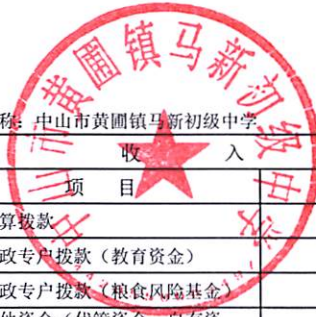 中山市黄圃镇马新初级中学
称：中山市黄圃镇马新初级中学
收 入
项 目
算拨款
政专户拨款（教育资金）
政专户拨款（粮食风险基金）